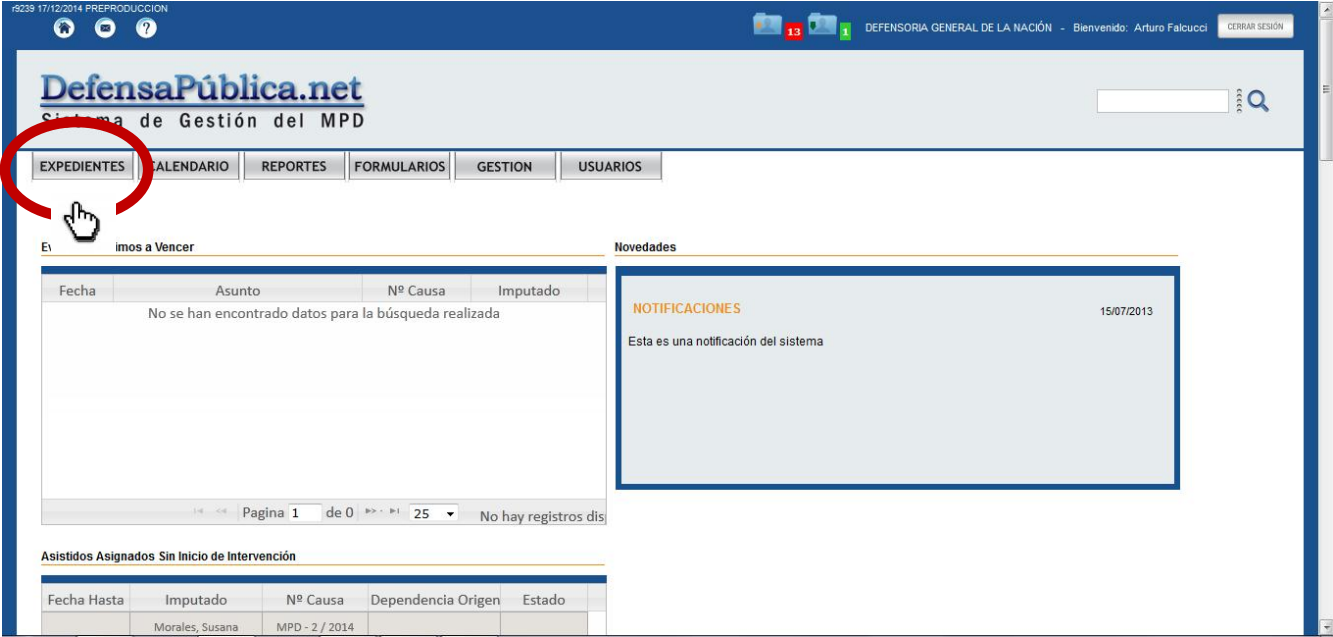 r9239 17/12/2014 PREPRODUCCION
13 1 DEFENSORIA GENERAL DE LA NACIÓN - Bienvenido: Arturo Falcucci CERRAR SESIÓN
DefensaPública.net
Sistema de Gestión del MPD
EXPEDIENTES CALENDARIO REPORTES FORMULARIOS GESTION USUARIOS
mos a Vencer
Novedades
Fecha Asunto Nº Causa Imputado
No se han encontrado datos para la búsqueda realizada
NOTIFICACIONES 15/07/2013
Esta es una notificación del sistema
Pagina 1 de 0 25 No hay registros dis
Asistidos Asignados Sin Inicio de Intervención
Fecha Hasta Imputado Nº Causa Dependencia Origen Estado
Morales, Susana MPD - 2 / 2014